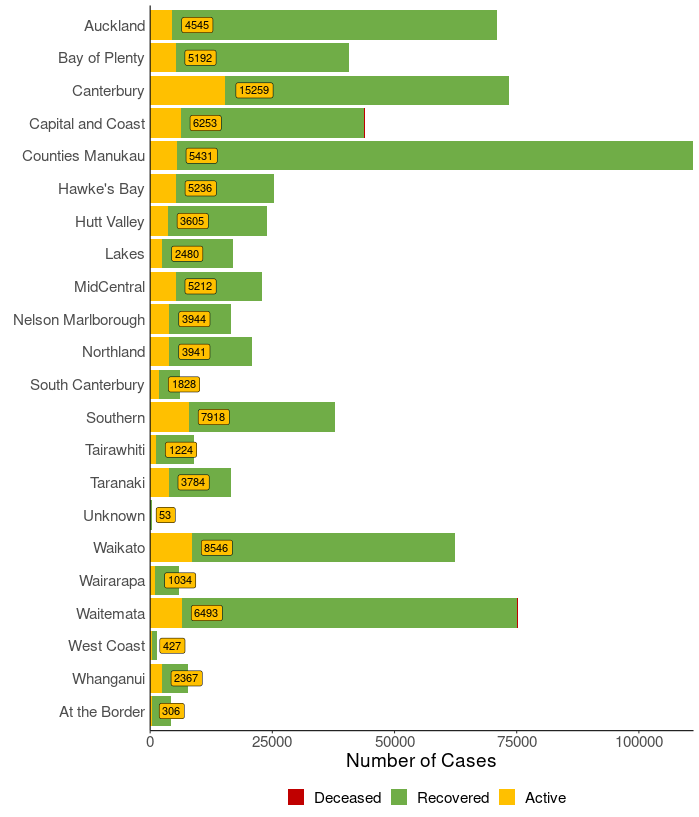 Auckland 4545
Bay of Plenty 5192
Canterbury 15259
Capital and Coast 6253
Counties Manukau 5431
Hawke's Bay 5236
Hutt Valley 3605
Lakes 2480
MidCentral 5212
Nelson Marlborough 3944
Northland 3941
South Canterbury 1828
Southern 7918
Tairawhiti 1224
Taranaki 3784
Unknown 53
Waikato 8546
Wairarapa 1034
Waitemata 6493
West Coast 427
Whanganui 2367
At the Border 306
0 25000 50000 75000 100000
Number of Cases
Deceased Recovered Active